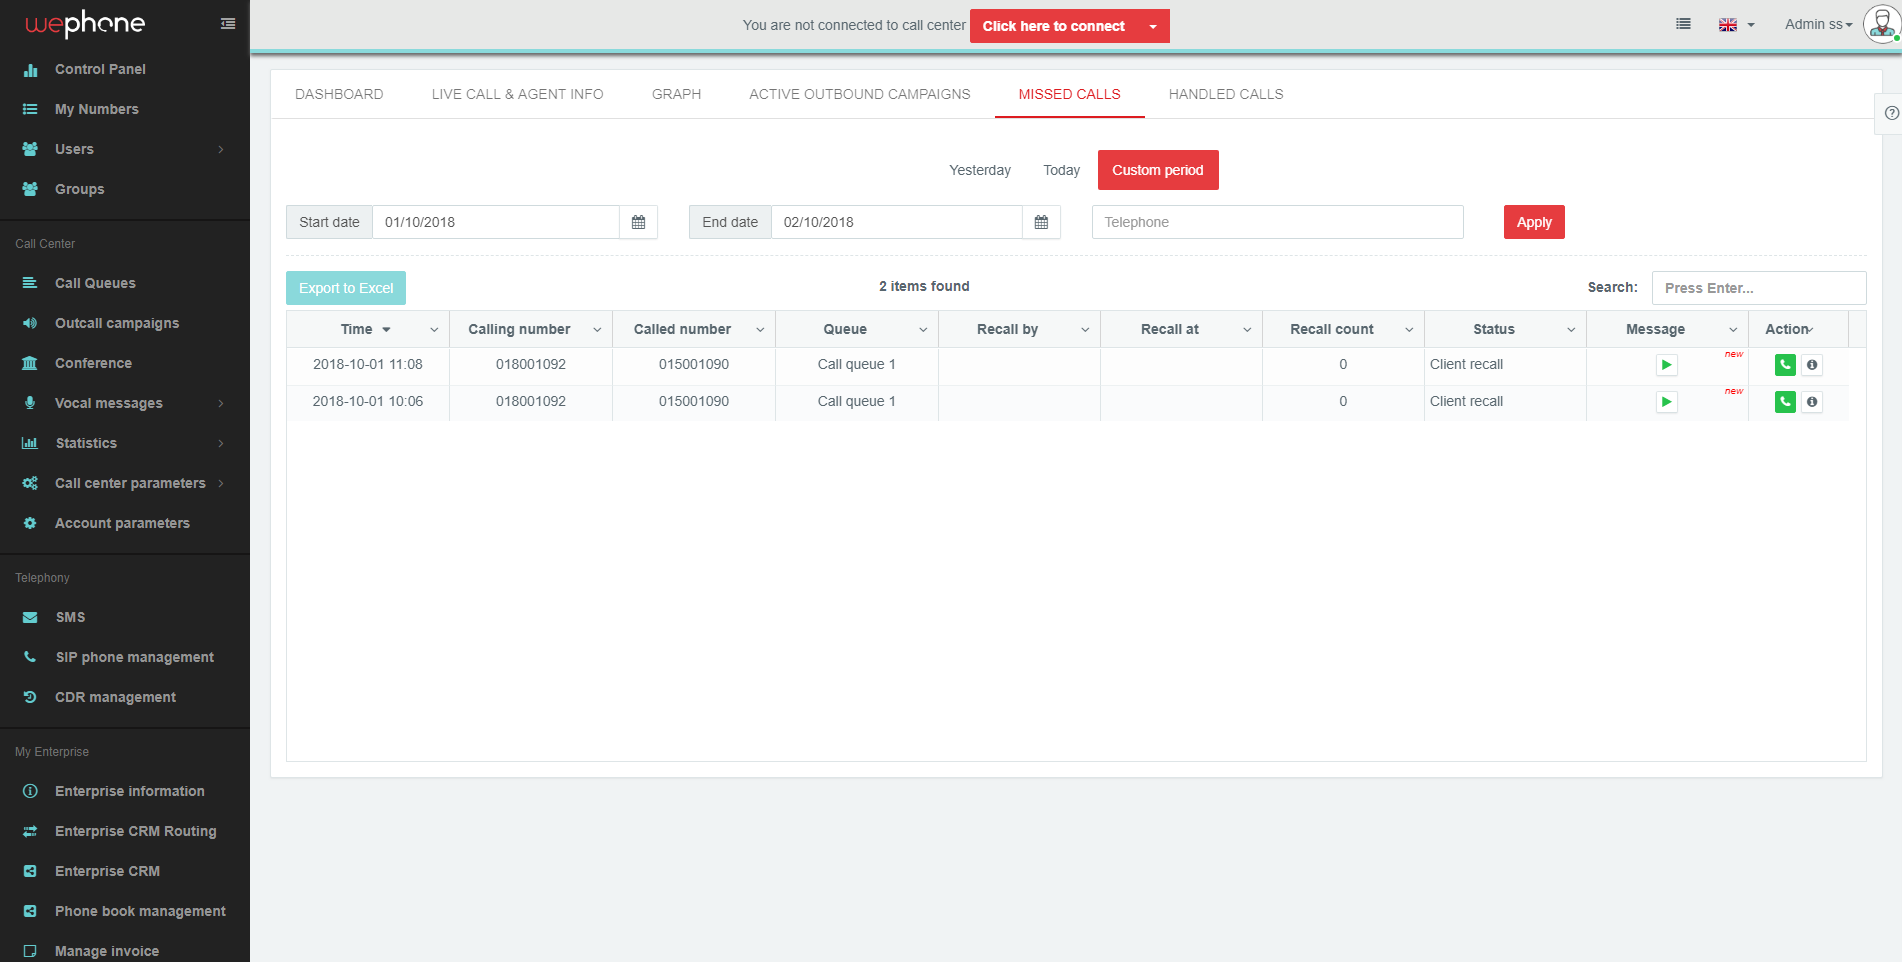 wephone
You are not connected to call center
Click here to connect
Admin ss
Control Panel
My Numbers
Users
Groups
Call Center
Call Queues
Outcall campaigns
Conference
Vocal messages
Statistics
Call center parameters
Account parameters
Telephony
SMS
SIP phone management
CDR management
My Enterprise
Enterprise information
Enterprise CRM Routing
Enterprise CRM
Phone book management
Manage invoice
DASHBOARD LIVE CALL & AGENT INFO GRAPH ACTIVE OUTBOUND CAMPAIGNS MISSED CALLS HANDLED CALLS
Yesterday Today Custom period
Start date 01/10/2018 End date 02/10/2018 Telephone Apply
Export to Excel 2 items found Search: Press Enter...
Time Calling number Called number Queue Recall by Recall at Recall count Status Message Action
2018-10-01 11:08 018001092 015001090 Call queue 1 0 Client recall new
2018-10-01 10:06 018001092 015001090 Call queue 1 0 Client recall new